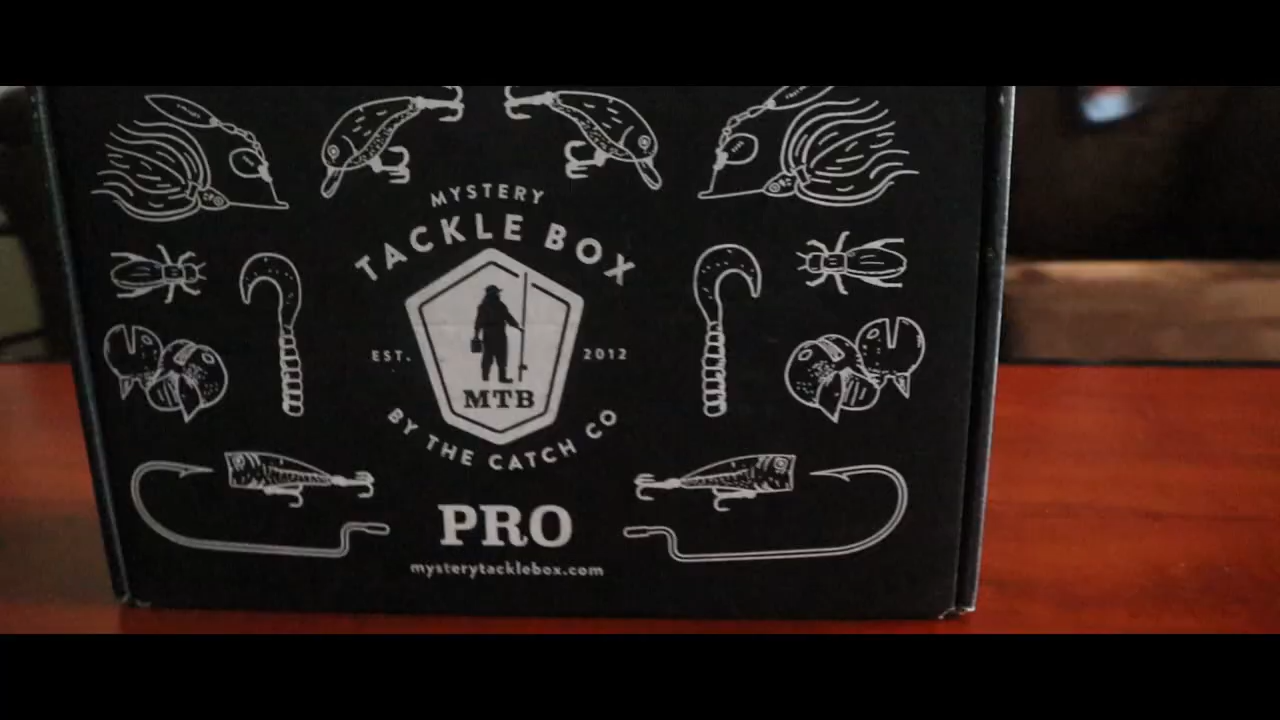 MYSTERY
TACKLE BOX
EST. 2012
MTB
BY THE CATCH CO
PRO
mysterytacklebox.com